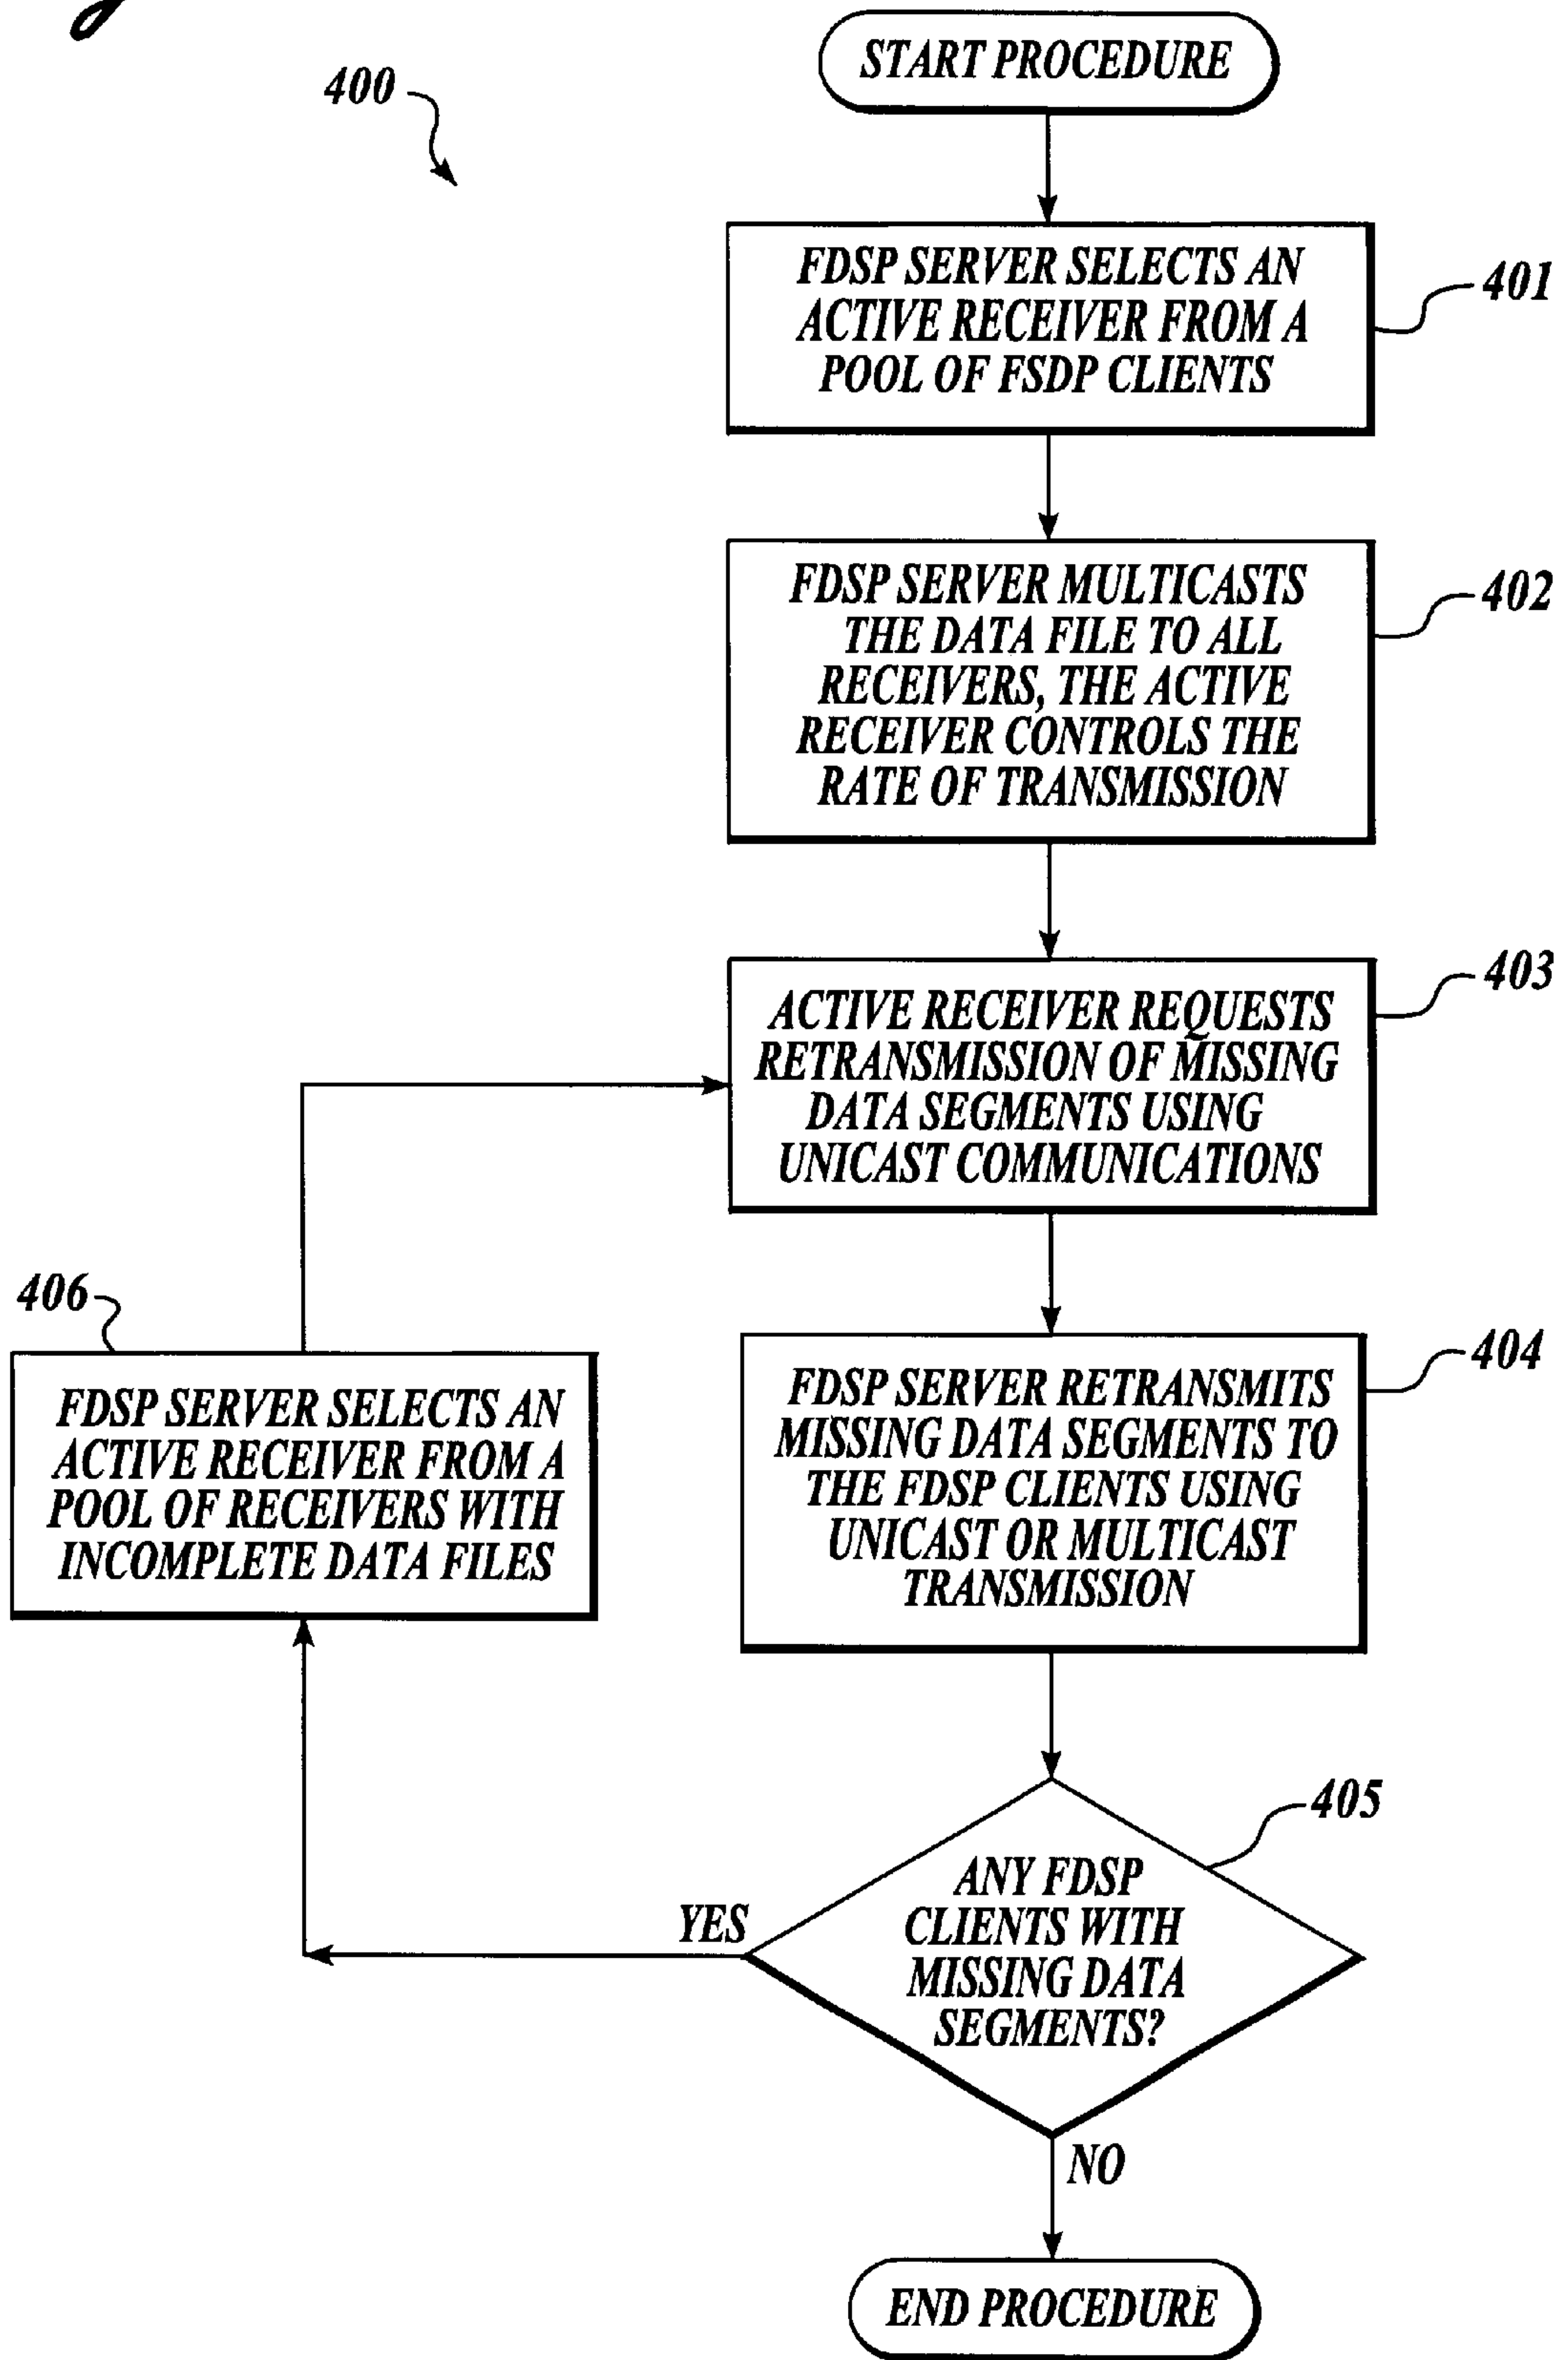 400
START PROCEDURE
FDSP SERVER SELECTS AN
ACTIVE RECEIVER FROM A
POOL OF FSDP CLIENTS
401
FDSP SERVER MULTICASTS
THE DATA FILE TO ALL
RECEIVERS, THE ACTIVE
RECEIVER CONTROLS THE
RATE OF TRANSMISSION
402
ACTIVE RECEIVER REQUESTS
RETRANSMISSION OF MISSING
DATA SEGMENTS USING
UNICAST COMMUNICATIONS
403
FDSP SERVER RETRANSMITS
MISSING DATA SEGMENTS TO
THE FDSP CLIENTS USING
UNICAST OR MULTICAST
TRANSMISSION
404
406
FDSP SERVER SELECTS AN
ACTIVE RECEIVER FROM A
POOL OF RECEIVERS WITH
INCOMPLETE DATA FILES
ANY FDSP
CLIENTS WITH
MISSING DATA
SEGMENTS?
405
YES
NO
END PROCEDURE